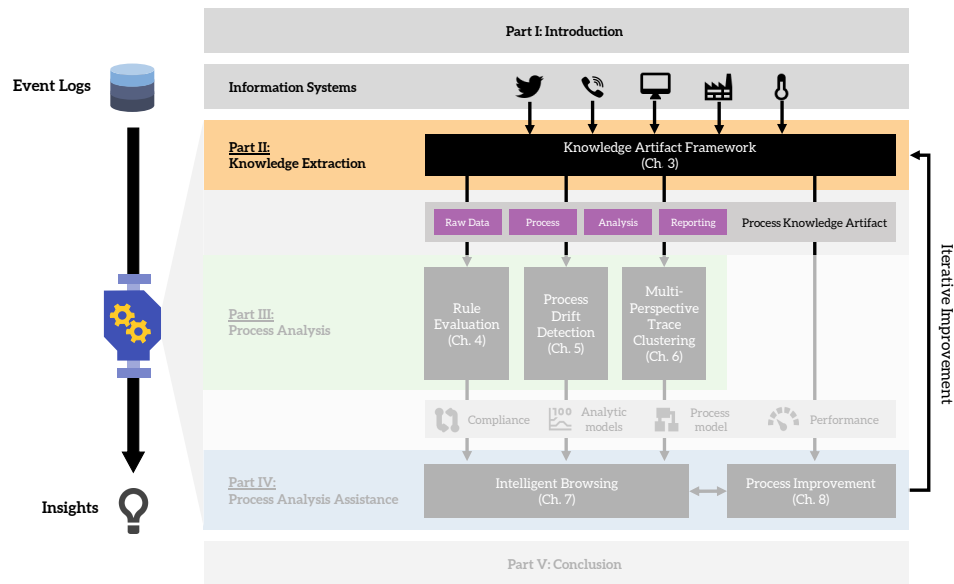 Part I: Introduction
Event Logs
Information Systems
Part II:
Knowledge Extraction
Knowledge Artifact Framework
(Ch. 3)
Raw Data
Process
Analysis
Reporting
Process Knowledge Artifact
Iterative Improvement
Part III:
Process Analysis
Rule
Evaluation
(Ch. 4)
Process
Drift
Detection
(Ch. 5)
Multi-
Perspective
Trace
Clustering
(Ch. 6)
Compliance
100
Analytic
models
Process
model
Performance
Part IV:
Process Analysis Assistance
Intelligent Browsing
(Ch. 7)
Process Improvement
(Ch. 8)
Insights
Part V: Conclusion